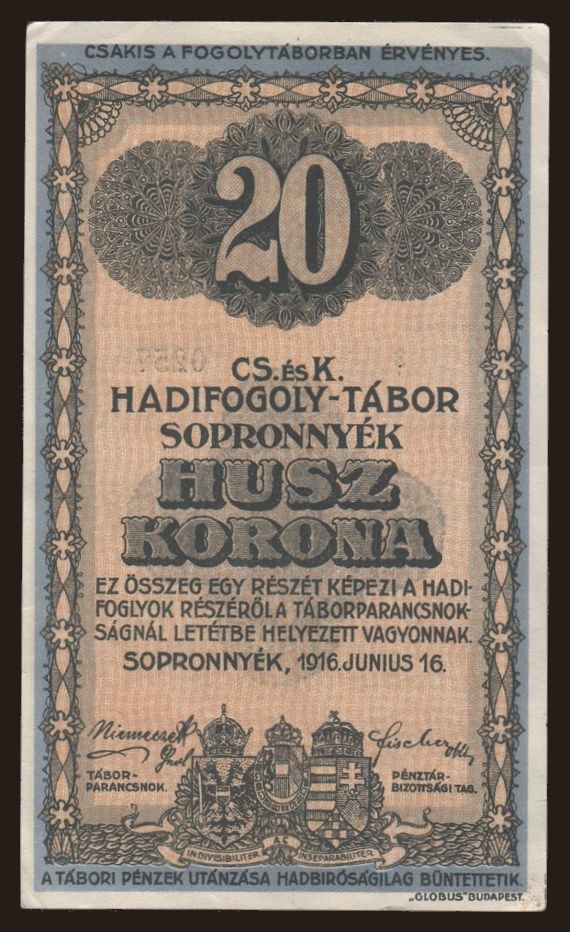 CSAKIS A FOGOLYTÁBORBAN ÉRVÉNYES.
20
CS. ÉS K.
HADIFOGOLY-TÁBOR
SOPRONNYÉK
HUSZ
KORONA
EZ ÖSSZEG EGY RÉSZÉT KÉPEZI A HADI-
FOGLYOK RÉSZÉRŐL A TÁBORPARANCSNOK-
SÁGNÁL LETÉTBE HELYEZETT VAGYONNAK.
SOPRONNYÉK, 1916. JUNIUS 16.
TÁBOR-
PARANCSNOK.
PÉNZTÁR-
BIZOTTSÁGI TAG.
INDIVISIBILITER AC INSEPARABILITER
A TÁBORI PÉNZEK UTÁNZÁSA HADBIRÓSÁGILAG BÜNTETTETIK.
„GLOBUS" BUDAPEST.